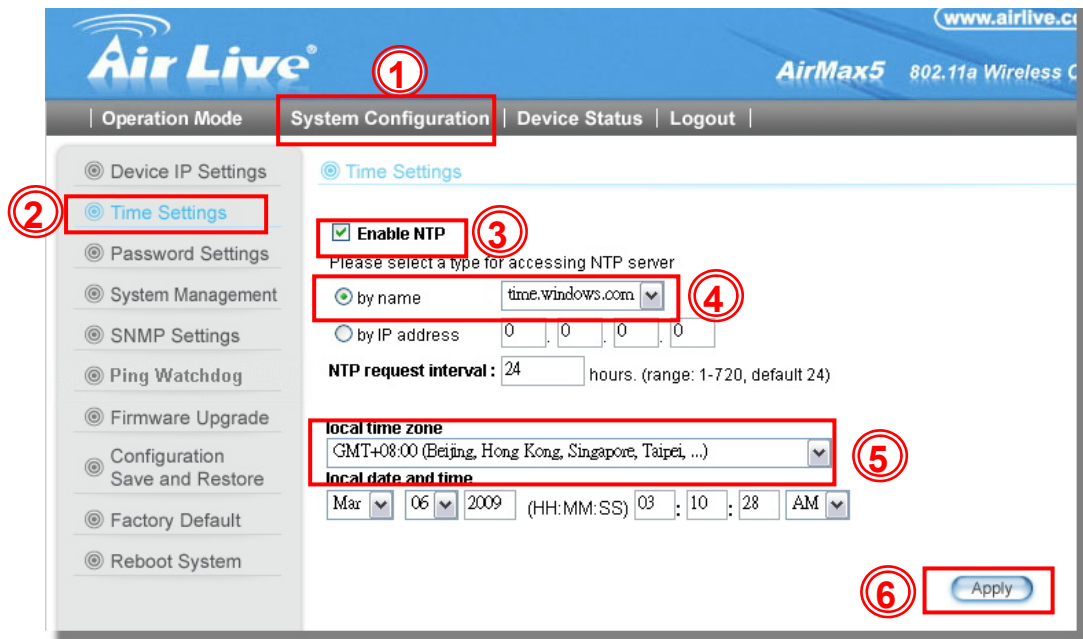 (www.airlive.c
Air Live®
①
AirMax5 802.11a Wireless C
| Operation Mode System Configuration | Device Status | Logout |
Device IP Settings
② Time Settings
Password Settings
System Management
SNMP Settings
Ping Watchdog
Firmware Upgrade
Configuration
Save and Restore
Factory Default
Reboot System
Time Settings
Enable NTP ③
Please select a type for accessing NTP server
by name time.windows.com ④
by IP address 0 . 0 . 0 . 0
NTP request interval : 24 hours. (range: 1-720, default 24)
local time zone
GMT+08:00 (Beijing, Hong Kong, Singapore, Taipei, ...) ⑤
local date and time
Mar 06 2009 (HH:MM:SS) 03 : 10 : 28 AM
⑥ Apply